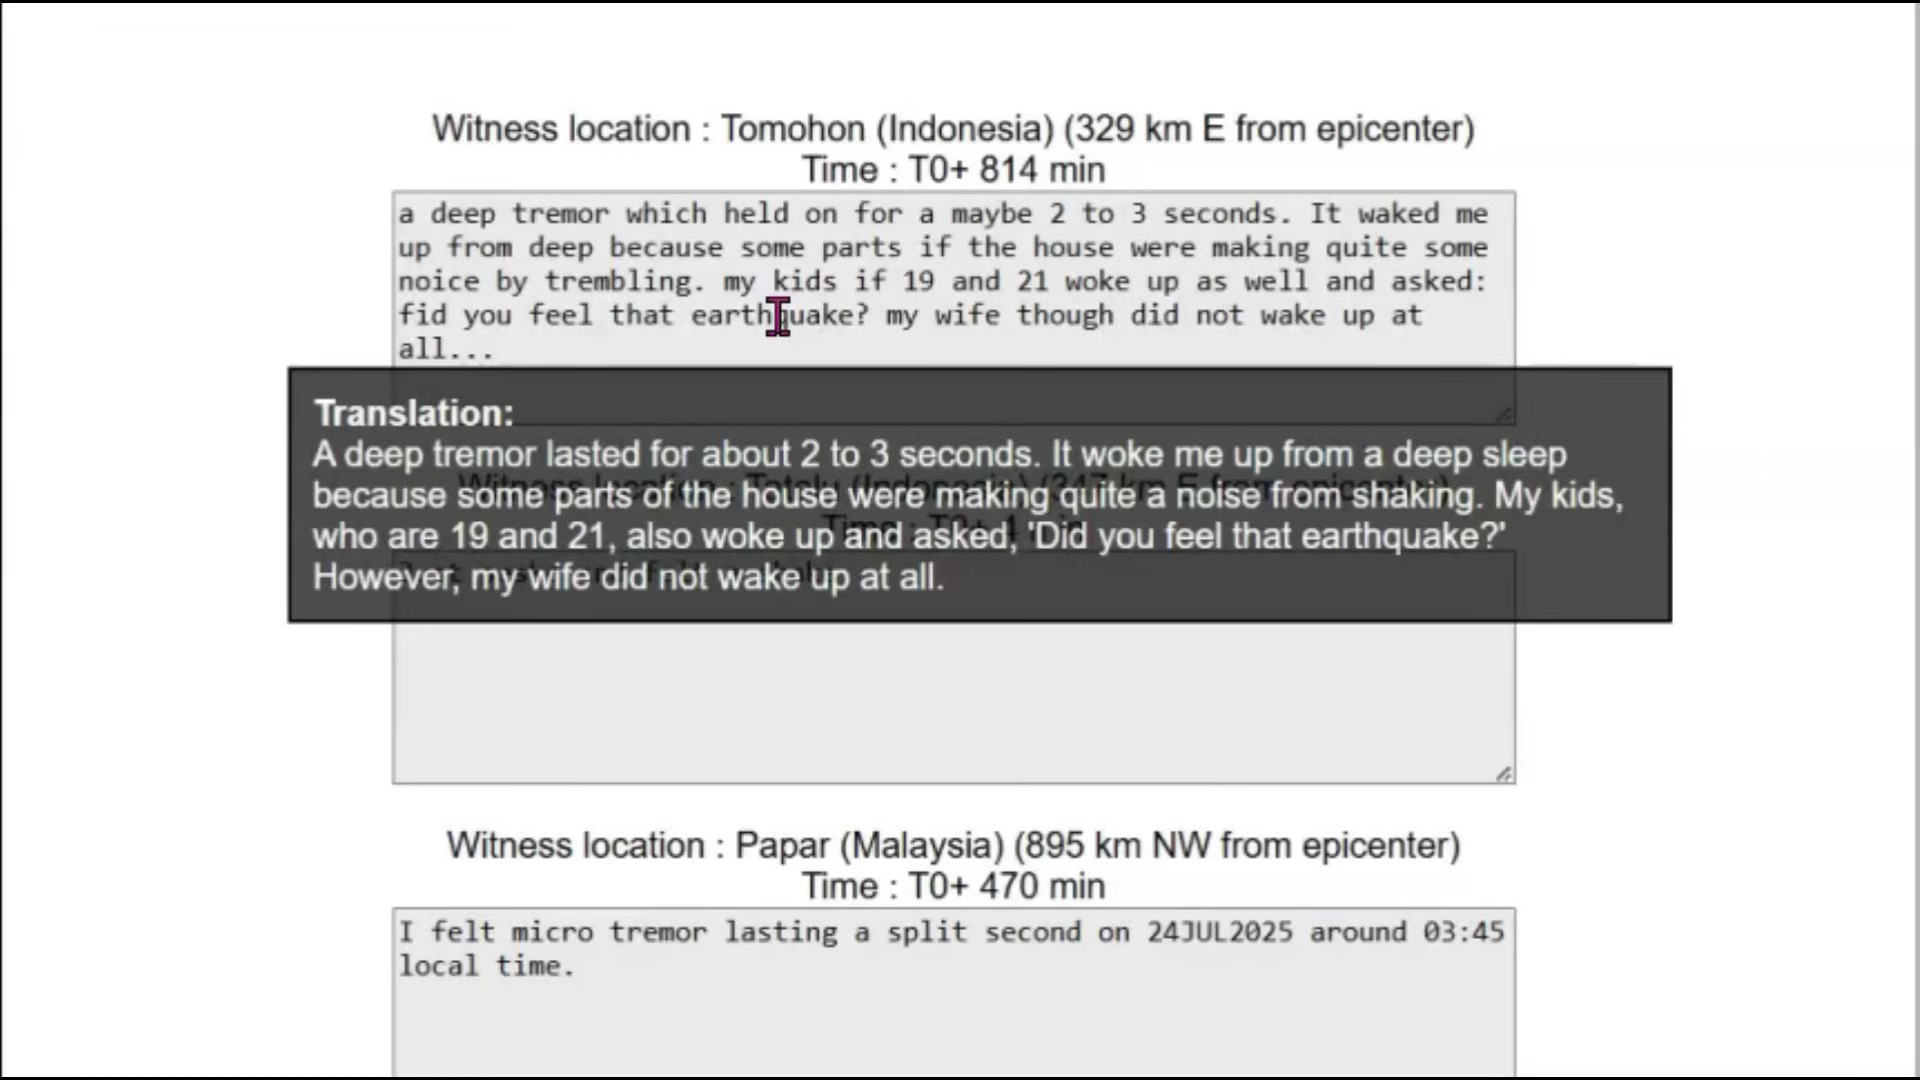 Witness location : Tomohon (Indonesia) (329 km E from epicenter)
Time : T0+ 814 min
a deep tremor which held on for a maybe 2 to 3 seconds. It waked me
up from deep because some parts if the house were making quite some
noice by trembling. my kids if 19 and 21 woke up as well and asked:
fid you feel that earthquake? my wife though did not wake up at
all...
Translation:
A deep tremor lasted for about 2 to 3 seconds. It woke me up from a deep sleep
because some parts of the house were making quite a noise from shaking. My kids,
who are 19 and 21, also woke up and asked, 'Did you feel that earthquake?'
However, my wife did not wake up at all.
Witness location : Papar (Malaysia) (895 km NW from epicenter)
Time : T0+ 470 min
I felt micro tremor lasting a split second on 24JUL2025 around 03:45
local time.